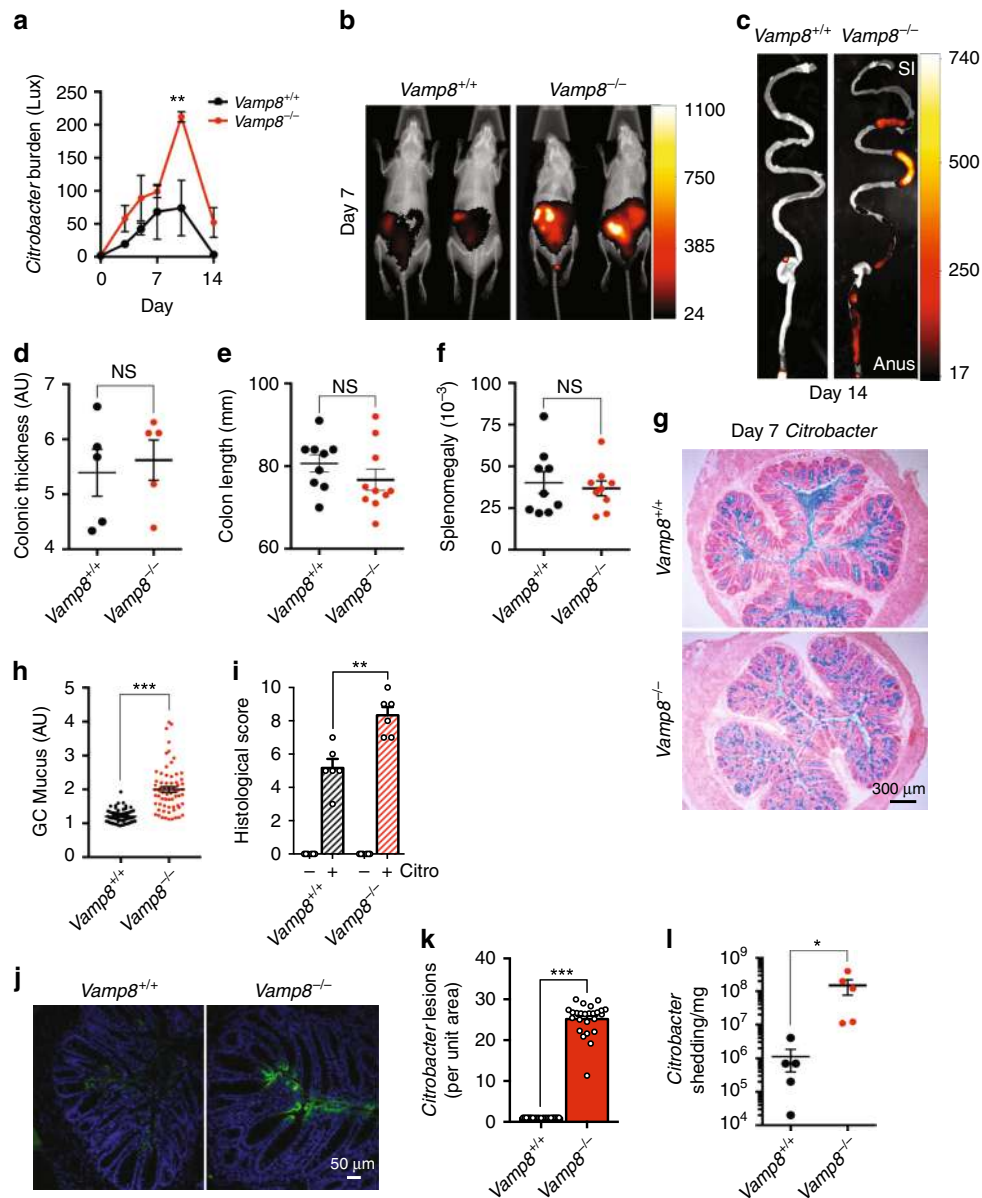 a
250
200
150
100
50
0
Citrobacter burden (Lux)
**
Vamp8+/+
Vamp8−/−
0
7
14
Day
b
Vamp8+/+
Vamp8−/−
Day 7
1100
750
385
24
c
Vamp8+/+
Vamp8−/−
SI
Anus
740
500
250
17
Day 14
d
NS
7
6
5
4
Colonic thickness (AU)
Vamp8+/+
Vamp8−/−
e
NS
100
80
60
Colon length (mm)
Vamp8+/+
Vamp8−/−
f
NS
100
75
50
25
0
Splenomegaly (10−3)
Vamp8+/+
Vamp8−/−
g
Day 7 Citrobacter
Vamp8+/+
Vamp8−/−
300 μm
h
***
5
4
3
2
1
0
GC Mucus (AU)
Vamp8+/+
Vamp8−/−
i
**
10
8
6
4
2
0
Histological score
− + − + Citro
Vamp8+/+
Vamp8−/−
j
Vamp8+/+
Vamp8−/−
50 μm
k
***
40
30
20
10
0
Citrobacter lesions
(per unit area)
Vamp8+/+
Vamp8−/−
l
*
109
108
107
106
105
104
Citrobacter
shedding/mg
Vamp8+/+
Vamp8−/−